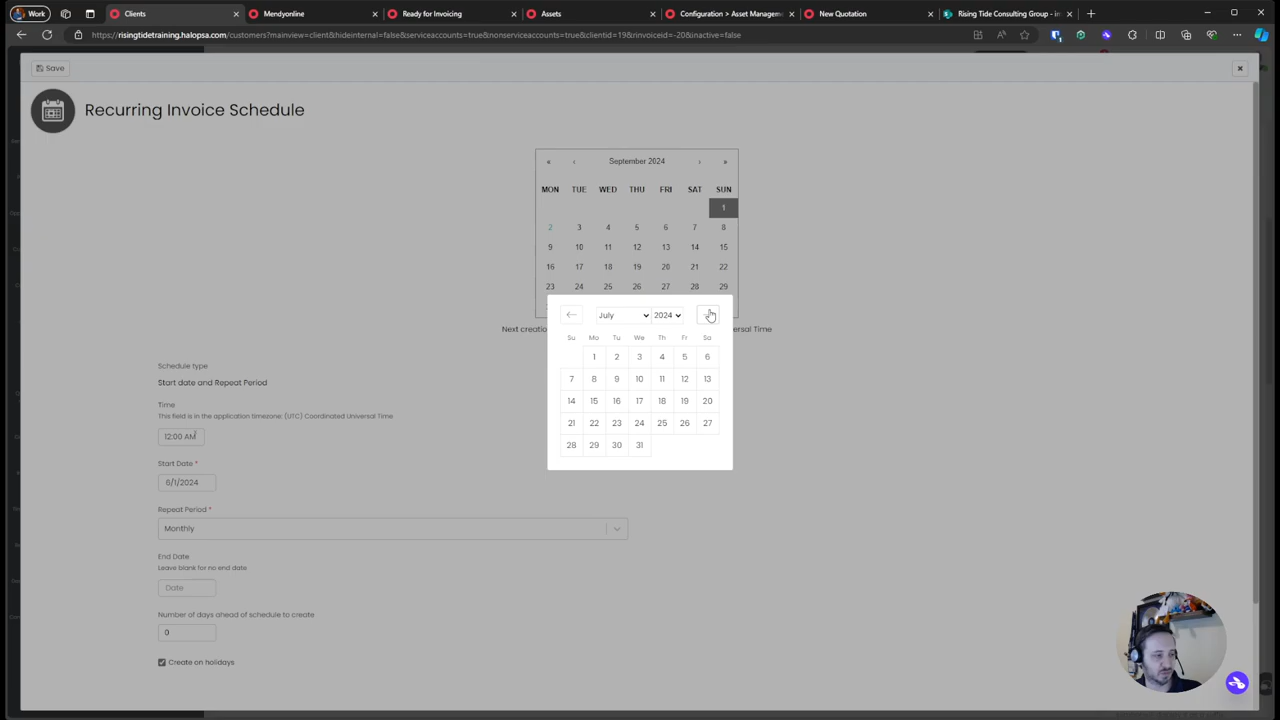 Work
Clients
Mendyonline
Ready for Invoicing
Assets
Configuration > Asset Managem
New Quotation
Rising Tide Consulting Group - in
https://risingtidetraining.halopsa.com/customers?mainview=client&hideinternal=false&serviceaccounts=true&nonserviceaccounts=true&clientid=19&rinvoiceid=-20&inactive=false
Save
Recurring Invoice Schedule
« ‹ September 2024 › »
MON TUE WED THU FRI SAT SUN
1
2 3 4 5 6 7 8
9 10 11 12 13 14 15
16 17 18 19 20 21 22
23 24 25 26 27 28 29
July 2024
Su Mo Tu We Th Fr Sa
1 2 3 4 5 6
7 8 9 10 11 12 13
14 15 16 17 18 19 20
21 22 23 24 25 26 27
28 29 30 31
Next creation
Time
Schedule type
Start date and Repeat Period
Time
This field is in the application timezone: (UTC) Coordinated Universal Time
12:00 AM
Start Date *
6/1/2024
Repeat Period *
Monthly
End Date
Leave blank for no end date
Date
Number of days ahead of schedule to create
0
Create on holidays